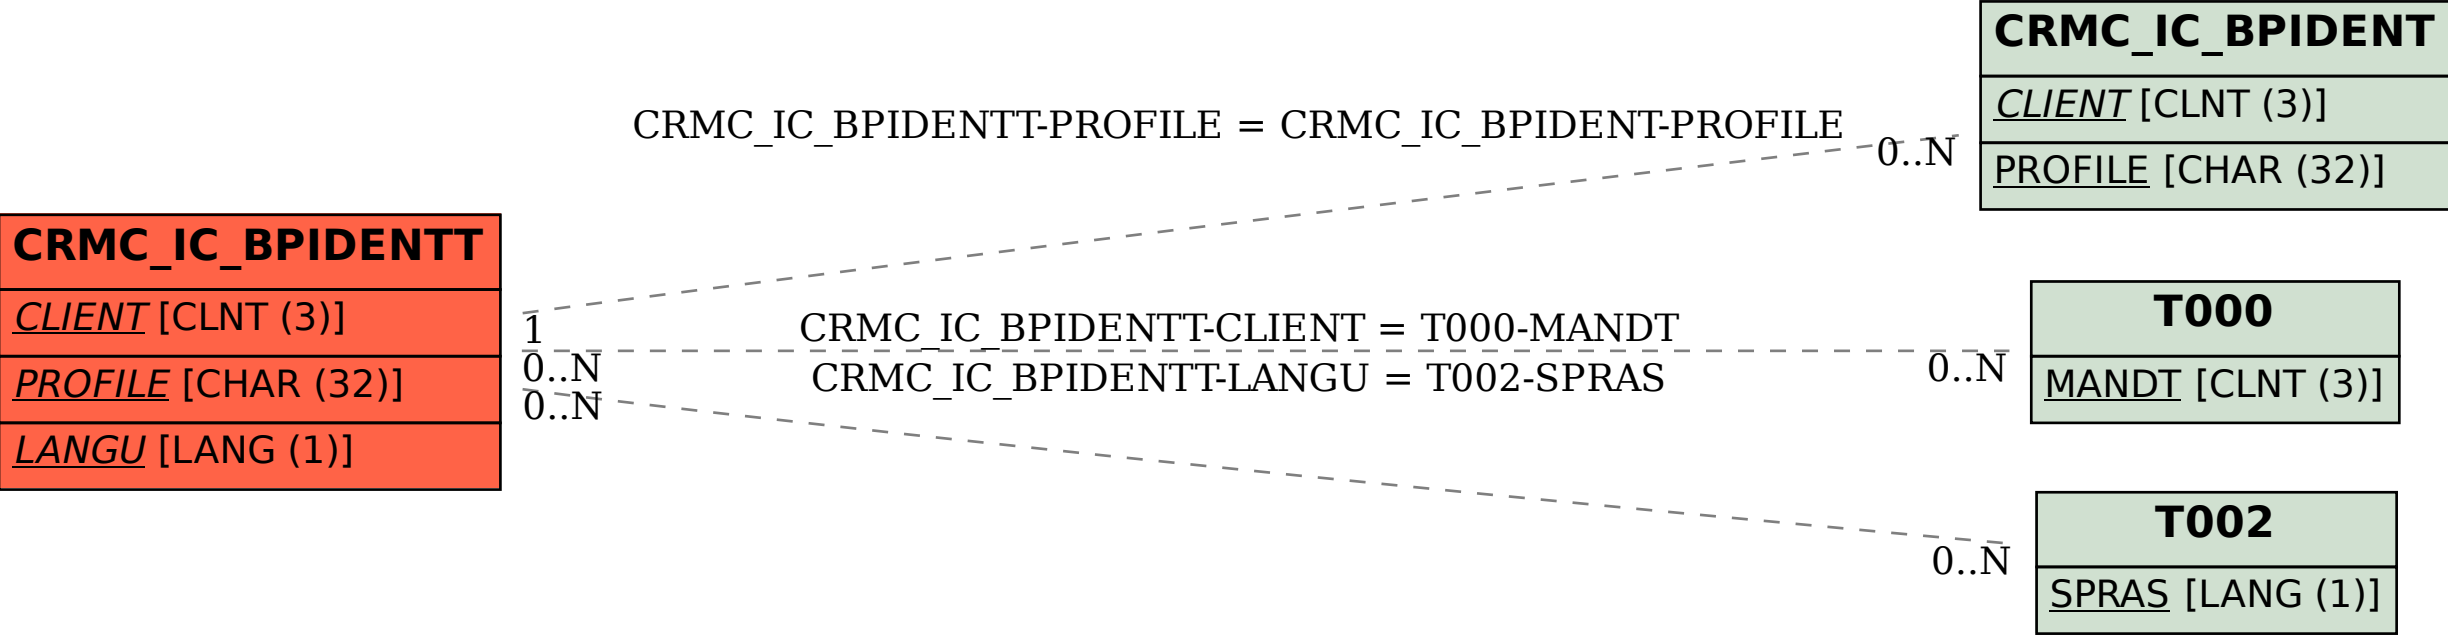 CRMC_IC_BPIDENTT
CLIENT [CLNT (3)]
PROFILE [CHAR (32)]
LANGU [LANG (1)]
CRMC_IC_BPIDENTT-PROFILE = CRMC_IC_BPIDENT-PROFILE
1
0..N
CRMC_IC_BPIDENTT-CLIENT = T000-MANDT
0..N
0..N
CRMC_IC_BPIDENTT-LANGU = T002-SPRAS
0..N
0..N
CRMC_IC_BPIDENT
CLIENT [CLNT (3)]
PROFILE [CHAR (32)]
T000
MANDT [CLNT (3)]
T002
SPRAS [LANG (1)]